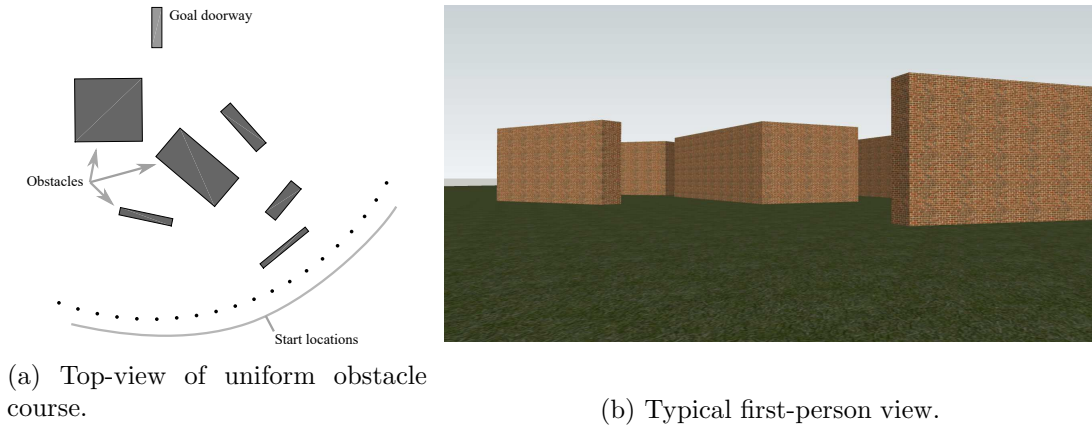 Goal doorway
Obstacles
Start locations
(a) Top-view of uniform obstacle
course.
(b) Typical first-person view.